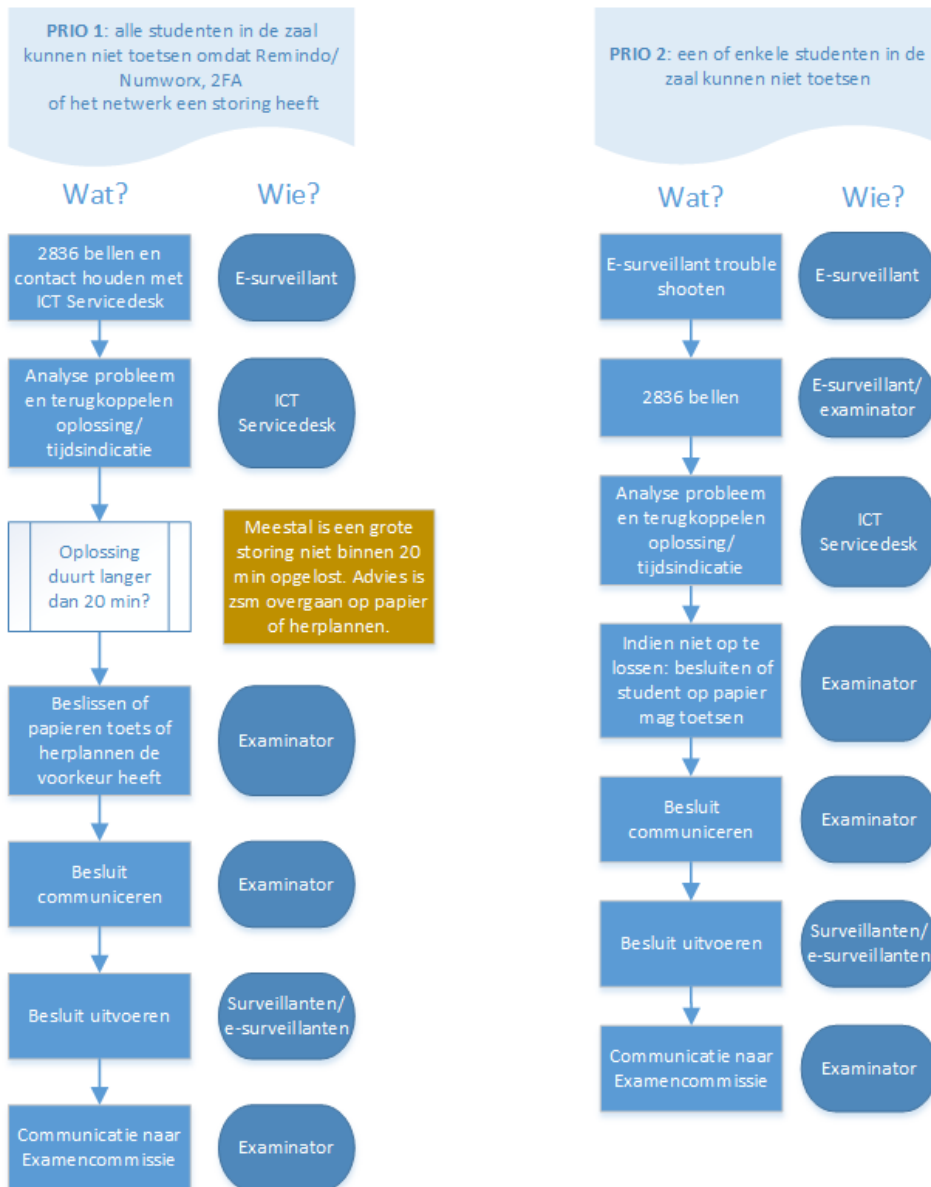 PRIO 1: alle studenten in de zaal
kunnen niet toetsen omdat Remindo/
Numworx, 2FA
of het netwerk een storing heeft
Wat?
Wie?
2836 bellen en
contact houden met
ICT Servicedesk
E-surveillant
Analyse probleem
en terugkoppelen
oplossing/
tijdsindicatie
ICT
Servicedesk
Oplossing
duurt langer
dan 20 min?
Meestal is een grote
storing niet binnen 20
min opgelost. Advies is
zsm overgaan op papier
of herplannen.
Beslissen of
papieren toets of
herplannen de
voorkeur heeft
Examinator
Besluit
communiceren
Examinator
Besluit uitvoeren
Surveillanten/
e-surveillanten
Communicatie naar
Examencommissie
Examinator
PRIO 2: een of enkele studenten in de
zaal kunnen niet toetsen
Wat?
Wie?
E-surveillant trouble
shooten
E-surveillant
2836 bellen
E-surveillant/
examinator
Analyse probleem
en terugkoppelen
oplossing/
tijdsindicatie
ICT
Servicedesk
Indien niet op te
lossen: besluiten of
student op papier
mag toetsen
Examinator
Besluit
communiceren
Examinator
Besluit uitvoeren
Surveillanten/
e-surveillanten
Communicatie naar
Examencommissie
Examinator